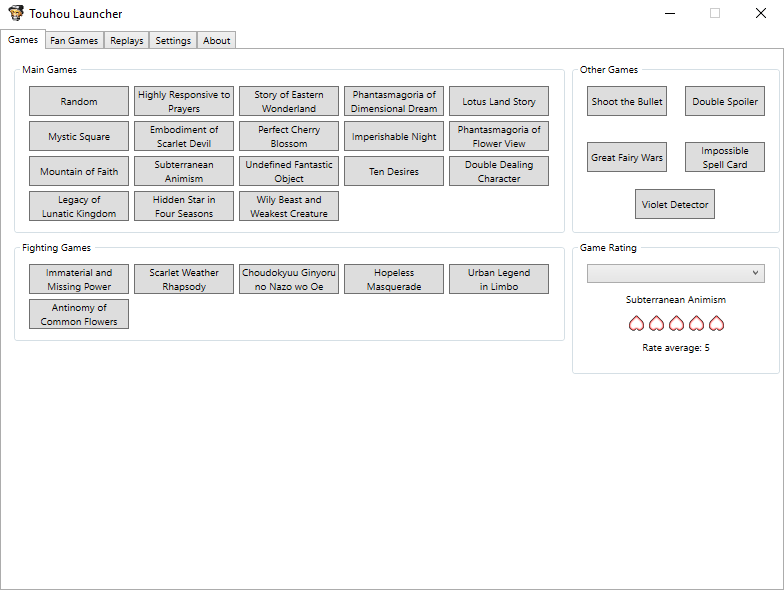 Touhou Launcher
Games
Fan Games
Replays
Settings
About
Main Games
Random
Highly Responsive to
Prayers
Story of Eastern
Wonderland
Phantasmagoria of
Dimensional Dream
Lotus Land Story
Mystic Square
Embodiment of
Scarlet Devil
Perfect Cherry
Blossom
Imperishable Night
Phantasmagoria of
Flower View
Mountain of Faith
Subterranean
Animism
Undefined Fantastic
Object
Ten Desires
Double Dealing
Character
Legacy of
Lunatic Kingdom
Hidden Star in
Four Seasons
Wily Beast and
Weakest Creature
Fighting Games
Immaterial and
Missing Power
Scarlet Weather
Rhapsody
Choudokyuu Ginyoru
no Nazo wo Oe
Hopeless
Masquerade
Urban Legend
in Limbo
Antinomy of
Common Flowers
Other Games
Shoot the Bullet
Double Spoiler
Great Fairy Wars
Impossible
Spell Card
Violet Detector
Game Rating
Subterranean Animism
Rate average: 5